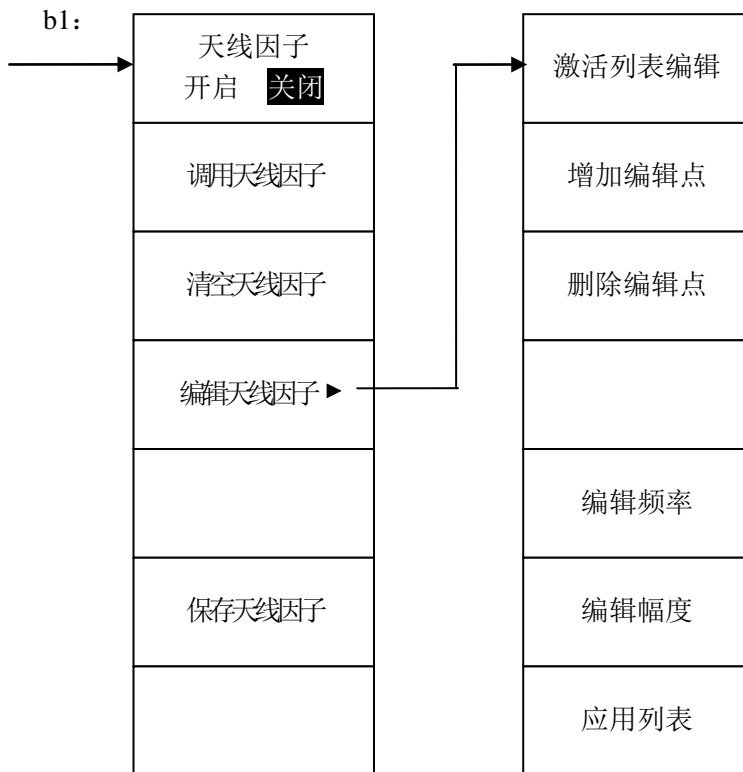 b1：
天线因子
开启 关闭
调用天线因子
清空天线因子
编辑天线因子►
保存天线因子
激活列表编辑
增加编辑点
删除编辑点
编辑频率
编辑幅度
应用列表